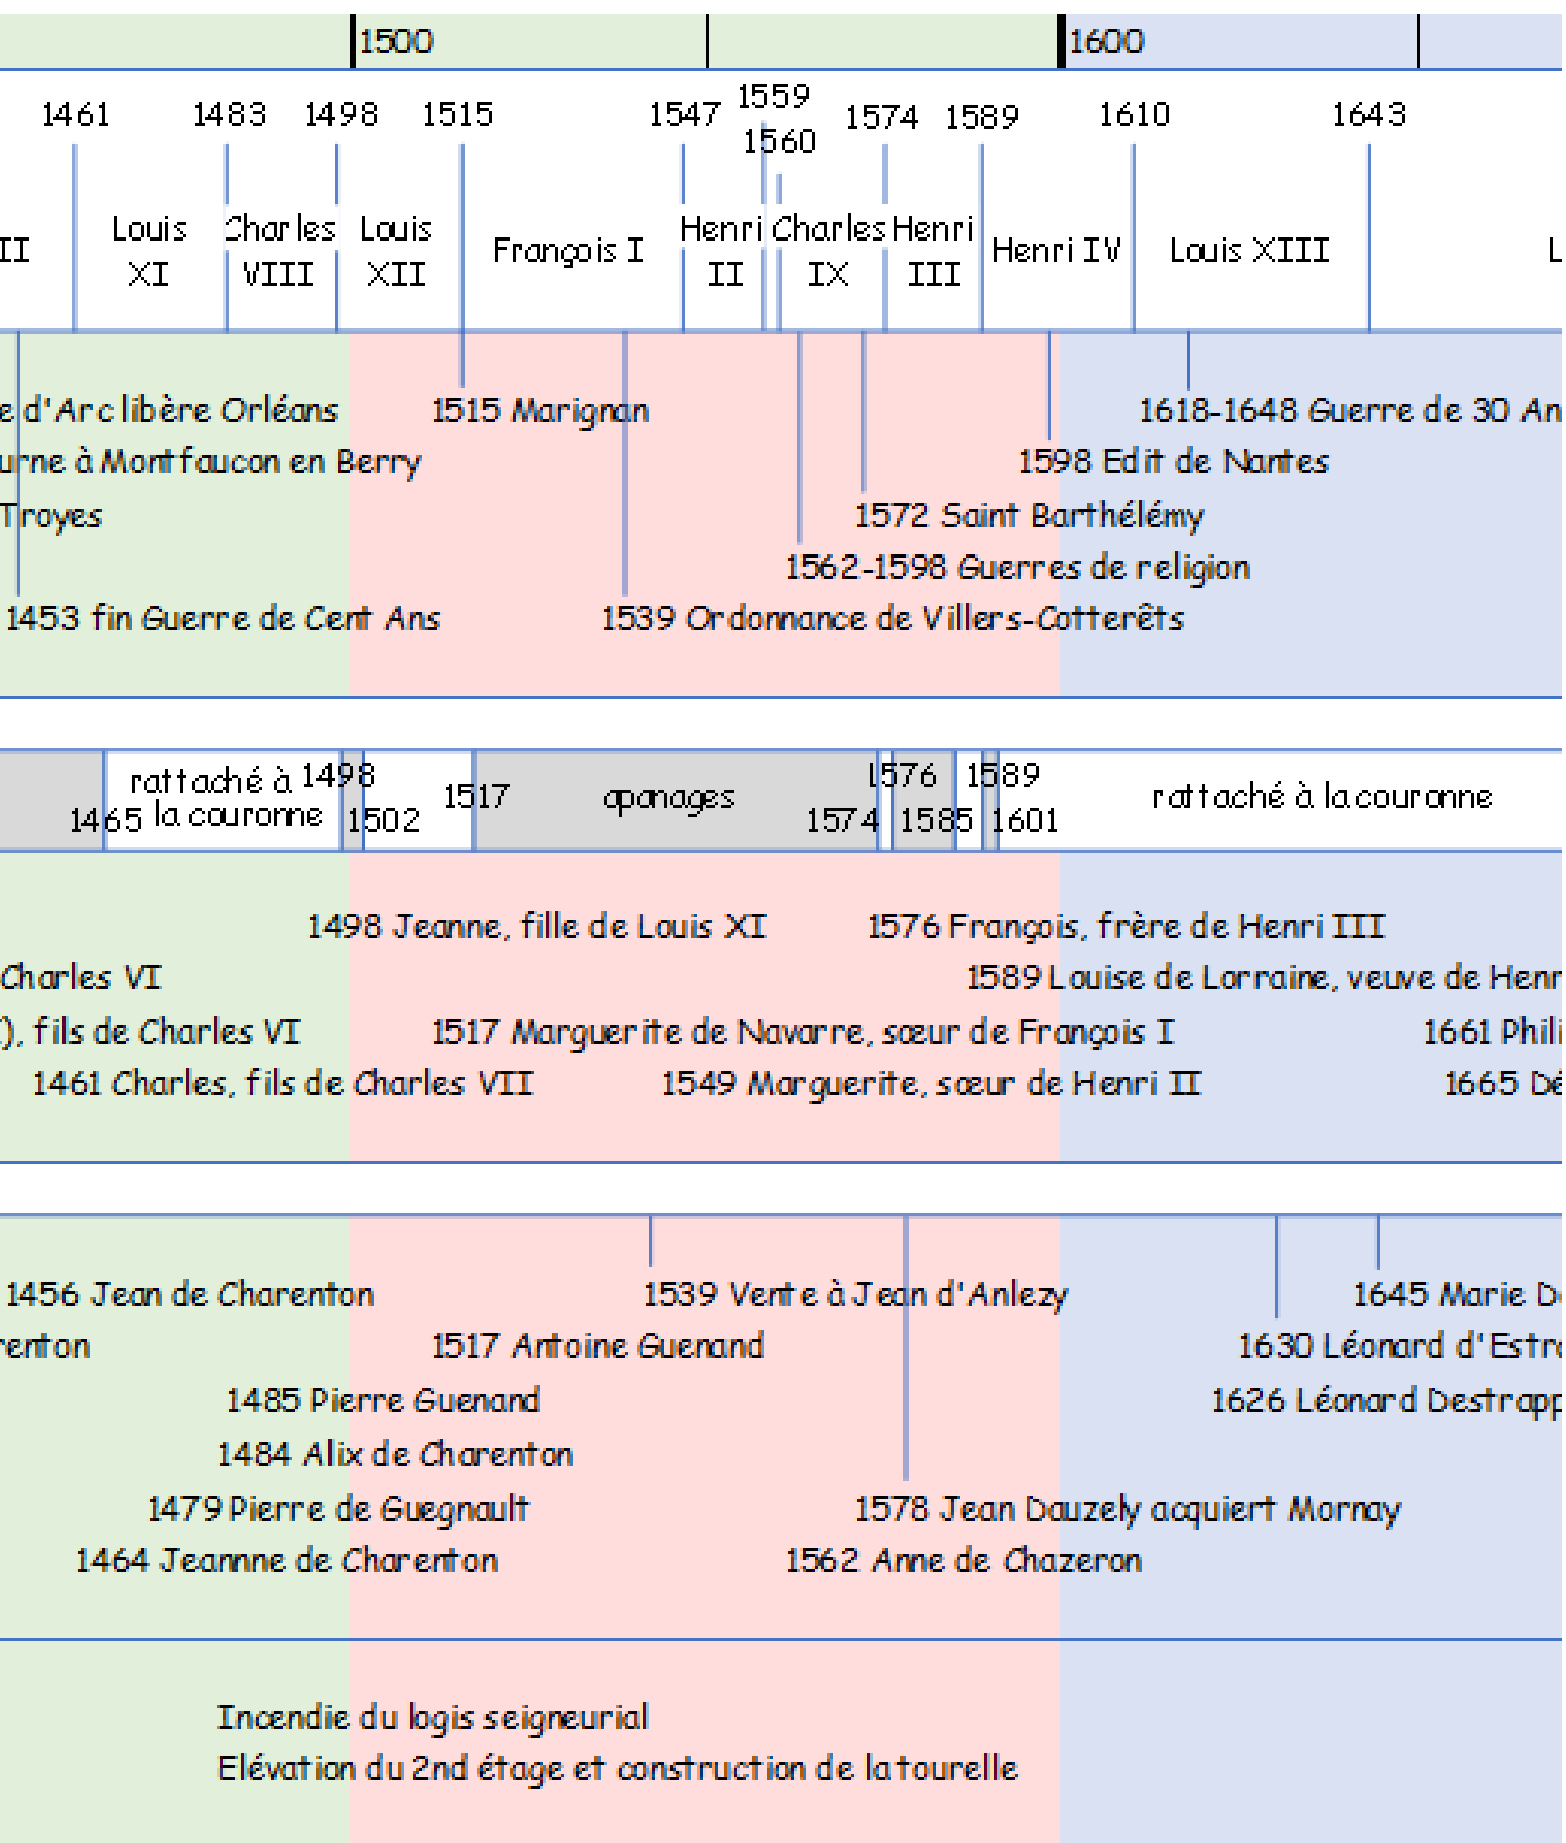 1500 1600
1461 1483 1498 1515 1547 1559 1560 1574 1589 1610 1643
II
Louis XI
Charles VIII
Louis XII
François I
Henri II
Charles IX
Henri III
Henri IV
Louis XIII
e d'Arc libère Orléans
1515 Marignan
1618-1648 Guerre de 30 An
urne à Montfaucon en Berry
1598 Edit de Nantes
Troyes
1572 Saint Barthélémy
1562-1598 Guerres de religion
1453 fin Guerre de Cent Ans
1539 Ordonnance de Villers-Cotterêts
1465
rattaché à
la couronne
1498
1502
1517
apanages
1574
1576
1585
1589
1601
rattaché à la couronne
1498 Jeanne, fille de Louis XI
1576 François, frère de Henri III
Charles VI
1589 Louise de Lorraine, veuve de Henr
), fils de Charles VI
1517 Marguerite de Navarre, sœur de François I
1661 Phili
1461 Charles, fils de Charles VII
1549 Marguerite, sœur de Henri II
1665 Dé
1456 Jean de Charenton
1539 Vente à Jean d'Anlezy
1645 Marie D
renton
1517 Antoine Guenand
1630 Léonard d'Estra
1485 Pierre Guenand
1626 Léonard Destrapp
1484 Alix de Charenton
1479 Pierre de Guegnault
1578 Jean Dauzely acquiert Mornay
1464 Jeannne de Charenton
1562 Anne de Chazeron
Incendie du logis seigneurial
Elévation du 2nd étage et construction de la tourelle